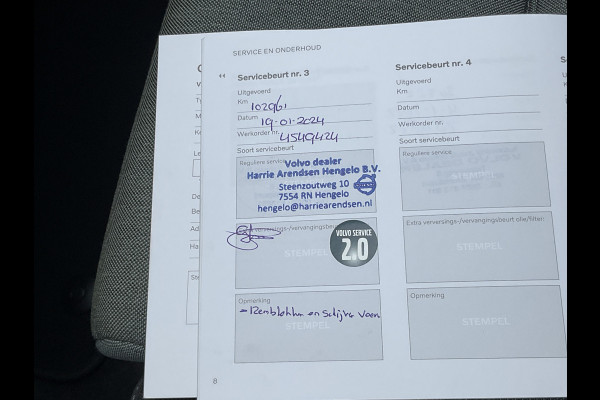 SERVICE EN ONDERHOUD
Servicebeurt nr. 3
Uitgevoerd
Km 102961
Datum 19-01-2024
Werkorder nr. 4549424
Soort servicebeurt
Reguliere service
Volvo dealer
Harrie Arendsen Hengelo B.V.
Steenzoutweg 10
7554 RN Hengelo
hengelo@harriearendsen.nl
VOLVO SERVICE
2.0
STEMPEL
Opmerking
en Schijve Voor
STEMPEL
8
Servicebeurt nr. 4
Uitgevoerd
Km
Datum
Werkorder nr.
Soort servicebeurt
Reguliere service
Extra verversings-/vervangingsbeurt olie/filter:
STEMPEL
Opmerking
STEMPEL